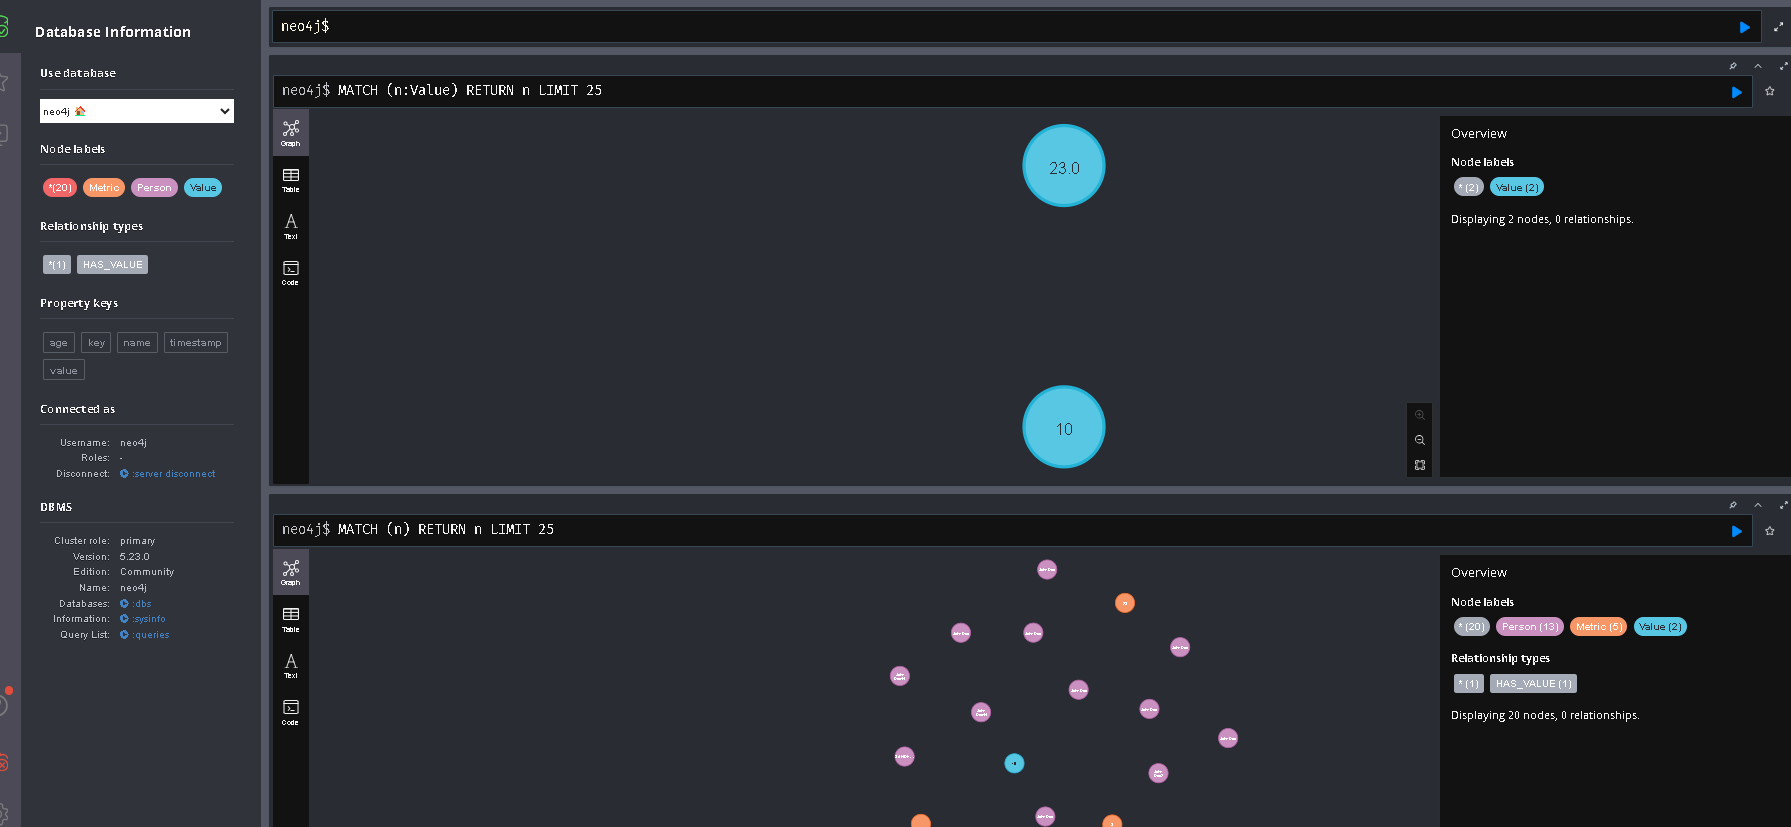 Database Information
Use database
neo4j
Node labels
*(20) Metric Person Value
Relationship types
*(1) HAS_VALUE
Property keys
age key name timestamp
value
Connected as
Username: neo4j
Roles: -
Disconnect: :server disconnect
DBMS
Cluster role: primary
Version: 5.23.0
Edition: Community
Name: neo4j
Databases: :dbs
Information: :sysinfo
Query List: :queries
neo4j$
neo4j$ MATCH (n:Value) RETURN n LIMIT 25
Graph
Table
Text
Code
23.0
10
Overview
Node labels
* (2) Value (2)
Displaying 2 nodes, 0 relationships.
neo4j$ MATCH (n) RETURN n LIMIT 25
Graph
Table
Text
Code
Overview
Node labels
* (20) Person (13) Metric (5) Value (2)
Relationship types
* (1) HAS_VALUE (1)
Displaying 20 nodes, 0 relationships.